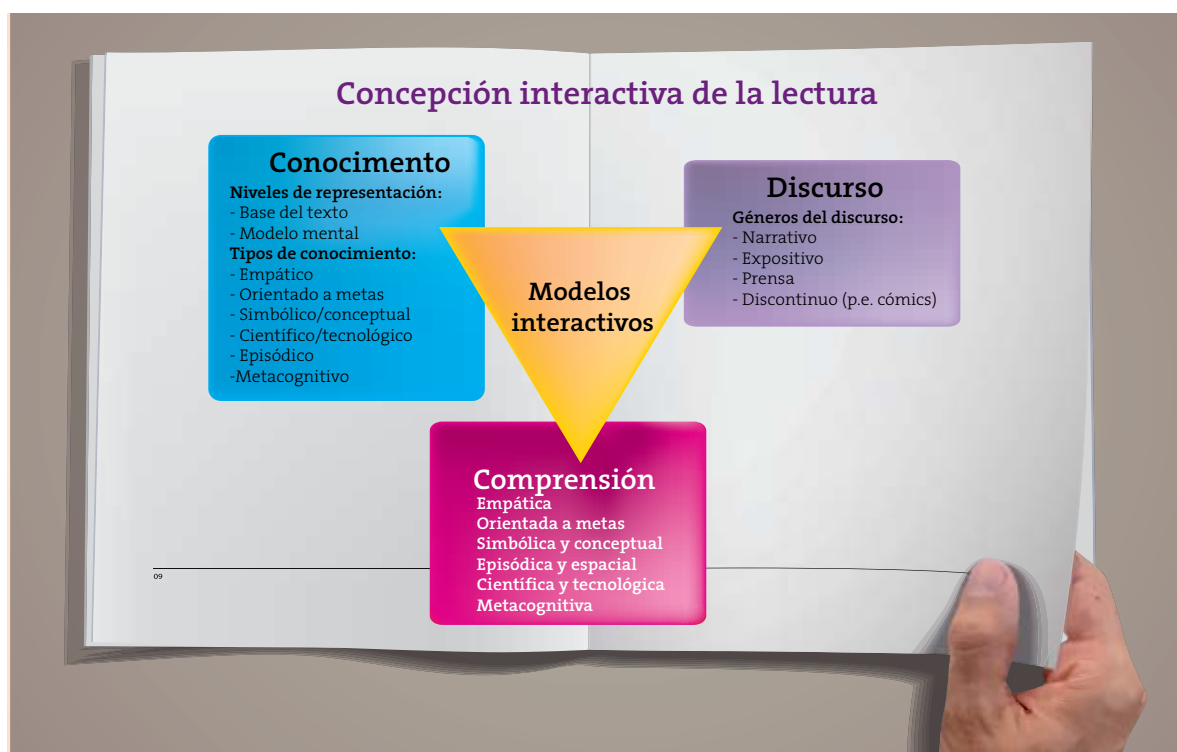 Concepción interactiva de la lectura
Conocimento
Niveles de representación:
- Base del texto
- Modelo mental
Tipos de conocimiento:
- Empático
- Orientado a metas
- Simbólico/conceptual
- Científico/tecnológico
- Episódico
-Metacognitivo
Discurso
Géneros del discurso:
- Narrativo
- Expositivo
- Prensa
- Discontinuo (p.e. cómics)
Modelos
interactivos
Comprensión
Empática
Orientada a metas
Simbólica y conceptual
Episódica y espacial
Científica y tecnológica
Metacognitiva
09